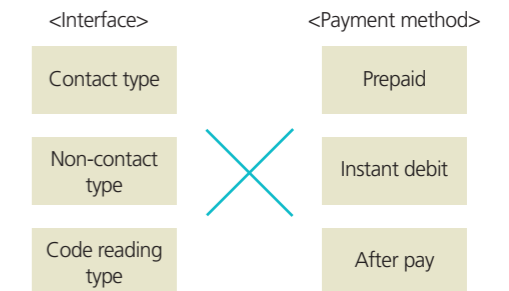 <Interface>
<Payment method>
Contact type
Prepaid
Non-contact
type
Instant debit
Code reading
type
After pay